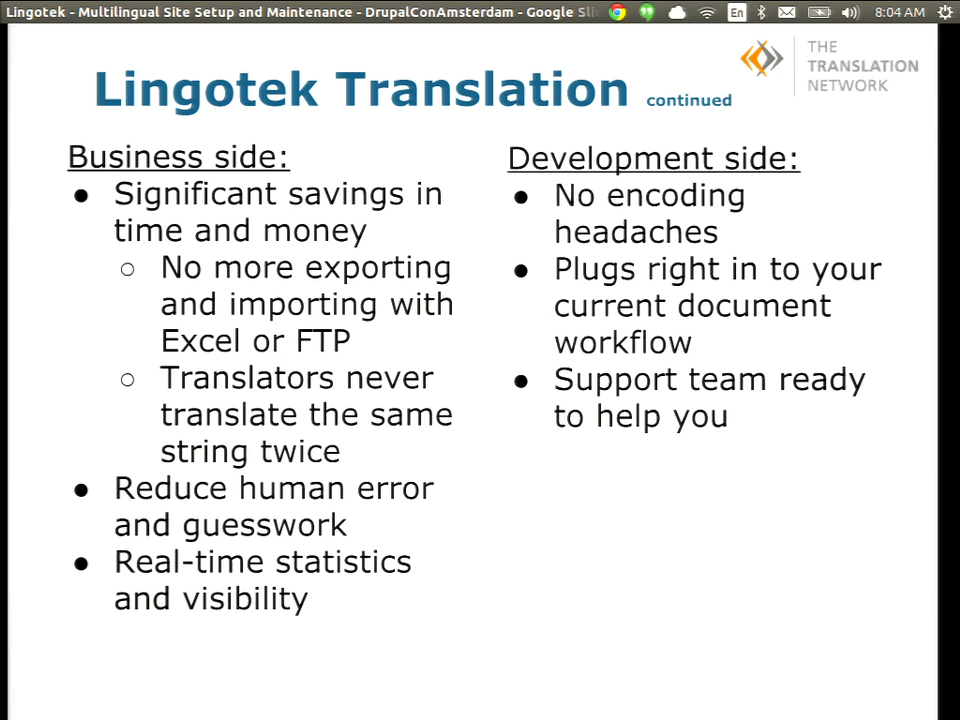 Lingotek - Multilingual Site Setup and Maintenance - DrupalConAmsterdam - Google
En
8:04 AM
THE
TRANSLATION
NETWORK
Lingotek Translation continued
Business side:
● Significant savings in
time and money
○ No more exporting
and importing with
Excel or FTP
○ Translators never
translate the same
string twice
● Reduce human error
and guesswork
● Real-time statistics
and visibility
Development side:
● No encoding
headaches
● Plugs right in to your
current document
workflow
● Support team ready
to help you